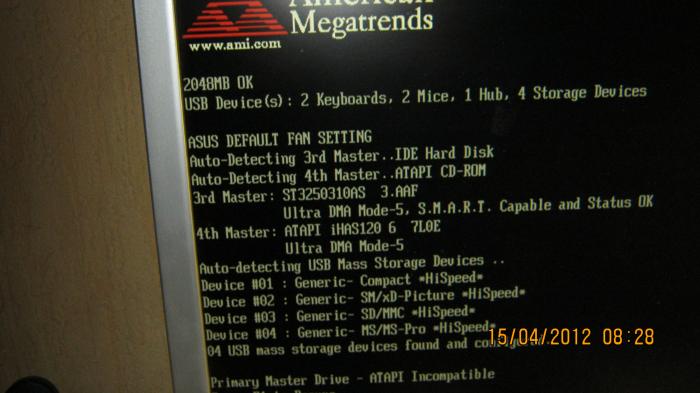 American
Megatrends
www.ami.com
2048MB OK
USB Device(s): 2 Keyboards, 2 Mice, 1 Hub, 4 Storage Devices
ASUS DEFAULT FAN SETTING
Auto-Detecting 3rd Master..IDE Hard Disk
Auto-Detecting 4th Master..ATAPI CD-ROM
3rd Master: ST3250310AS 3.AAF
Ultra DMA Mode-5, S.M.A.R.T. Capable and Status OK
4th Master: ATAPI iHAS120 6 7L0E
Ultra DMA Mode-5
Auto-detecting USB Mass Storage Devices ..
Device #01 : Generic- Compact *HiSpeed*
Device #02 : Generic- SM/xD-Picture *HiSpeed*
Device #03 : Generic- SD/MMC *HiSpeed*
Device #04 : Generic- MS/MS-Pro *HiSpeed*
04 USB mass storage devices found and
15/04/2012 08:28
Primary Master Drive - ATAPI Incompatible